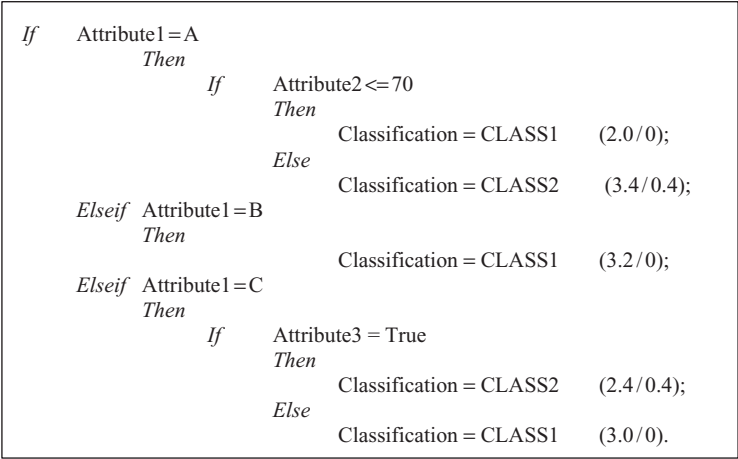 If Attribute1 = A
Then
If Attribute2 <= 70
Then
Classification = CLASS1 (2.0 / 0);
Else
Classification = CLASS2 (3.4 / 0.4);
Elseif Attribute1 = B
Then
Classification = CLASS1 (3.2 / 0);
Elseif Attribute1 = C
Then
If Attribute3 = True
Then
Classification = CLASS2 (2.4 / 0.4);
Else
Classification = CLASS1 (3.0 / 0).